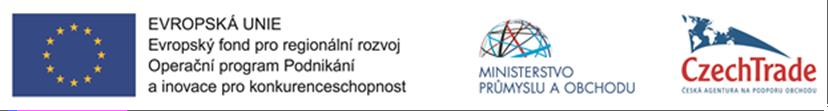 EVROPSKÁ UNIE
Evropský fond pro regionální rozvoj
Operační program Podnikání
a inovace pro konkurenceschopnost
MINISTERSTVO
PRŮMYSLU A OBCHODU
CzechTrade
ČESKÁ AGENTURA NA PODPORU OBCHODU